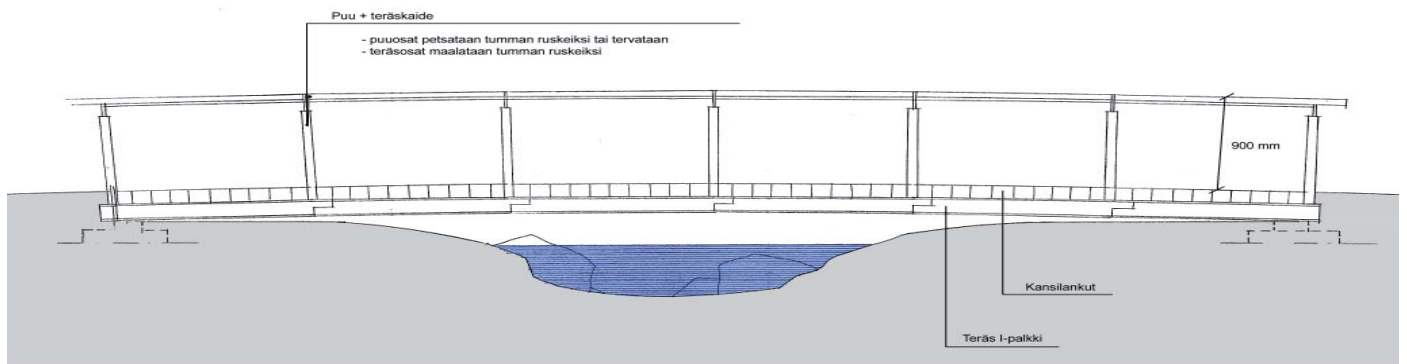 Puu + teräskaide
- puuosat petsataan tumman ruskeiksi tai tervataan
- teräsosat maalataan tumman ruskeiksi
900 mm
Kansilankut
Teräs I-palkki